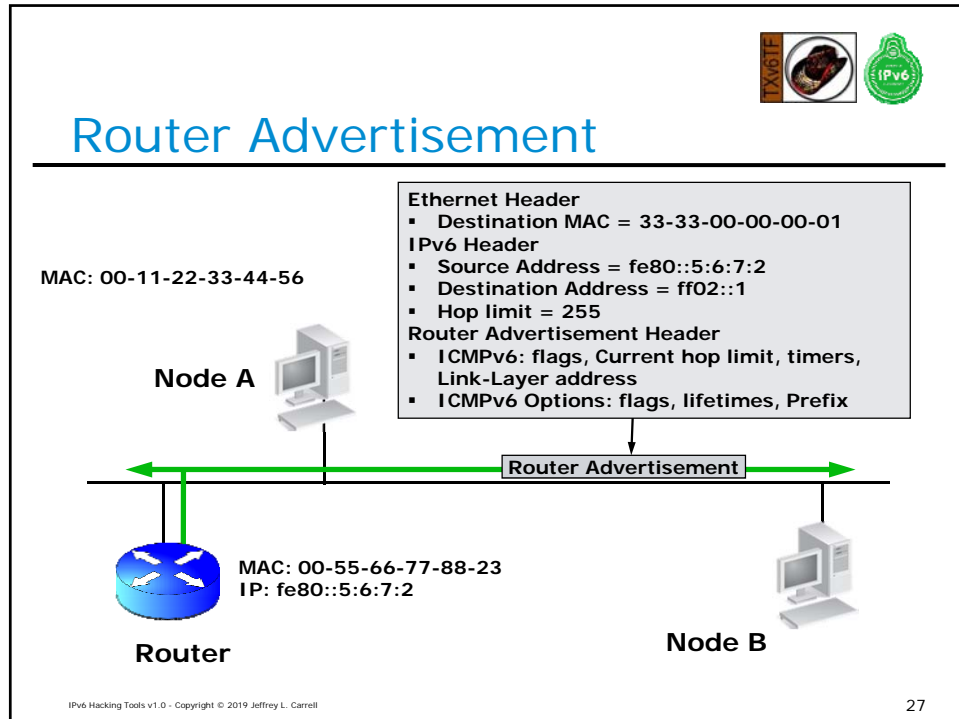 TXv6TF
IPv6
Router Advertisement
Ethernet Header
▪ Destination MAC = 33-33-00-00-00-01
IPv6 Header
▪ Source Address = fe80::5:6:7:2
▪ Destination Address = ff02::1
▪ Hop limit = 255
Router Advertisement Header
▪ ICMPv6: flags, Current hop limit, timers,
Link-Layer address
▪ ICMPv6 Options: flags, lifetimes, Prefix
MAC: 00-11-22-33-44-56
Node A
Router Advertisement
MAC: 00-55-66-77-88-23
IP: fe80::5:6:7:2
Router
Node B
IPv6 Hacking Tools v1.0 - Copyright © 2019 Jeffrey L. Carrell
27